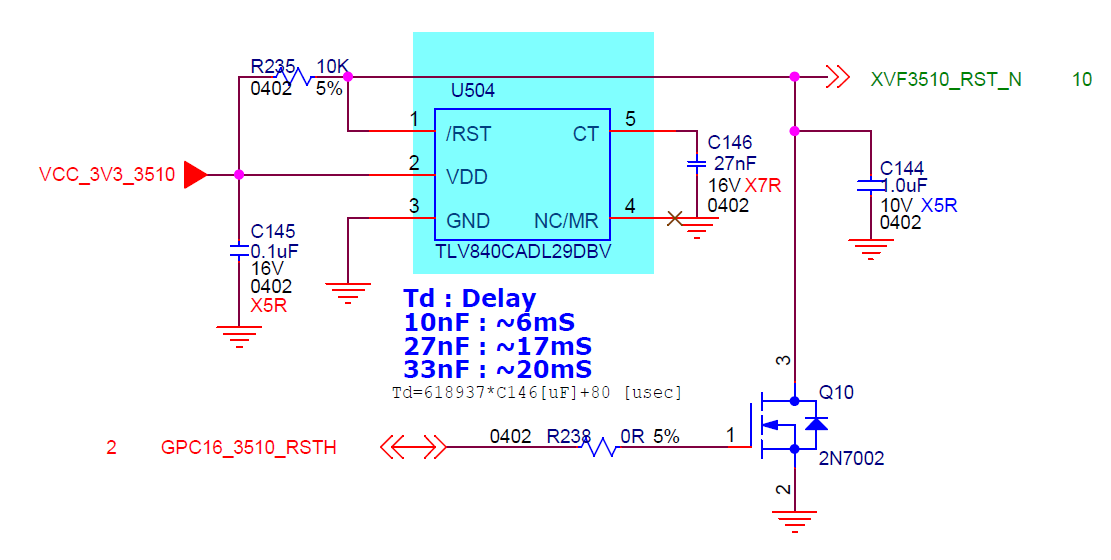 R235 10K
0402 5%
U504
XVF3510_RST_N 10
1 /RST
CT 5
C146
27nF
16V X7R
0402
VCC_3V3_3510
2 VDD
C144
1.0uF
10V X5R
0402
3 GND
NC/MR 4
TLV840CADL29DBV
C145
0.1uF
16V
0402
X5R
Td : Delay
10nF : ~6mS
27nF : ~17mS
33nF : ~20mS
Td=618937*C146[uF]+80 [usec]
3
Q10
2 GPC16_3510_RSTH
0402 R238 0R 5%
1
2N7002
2